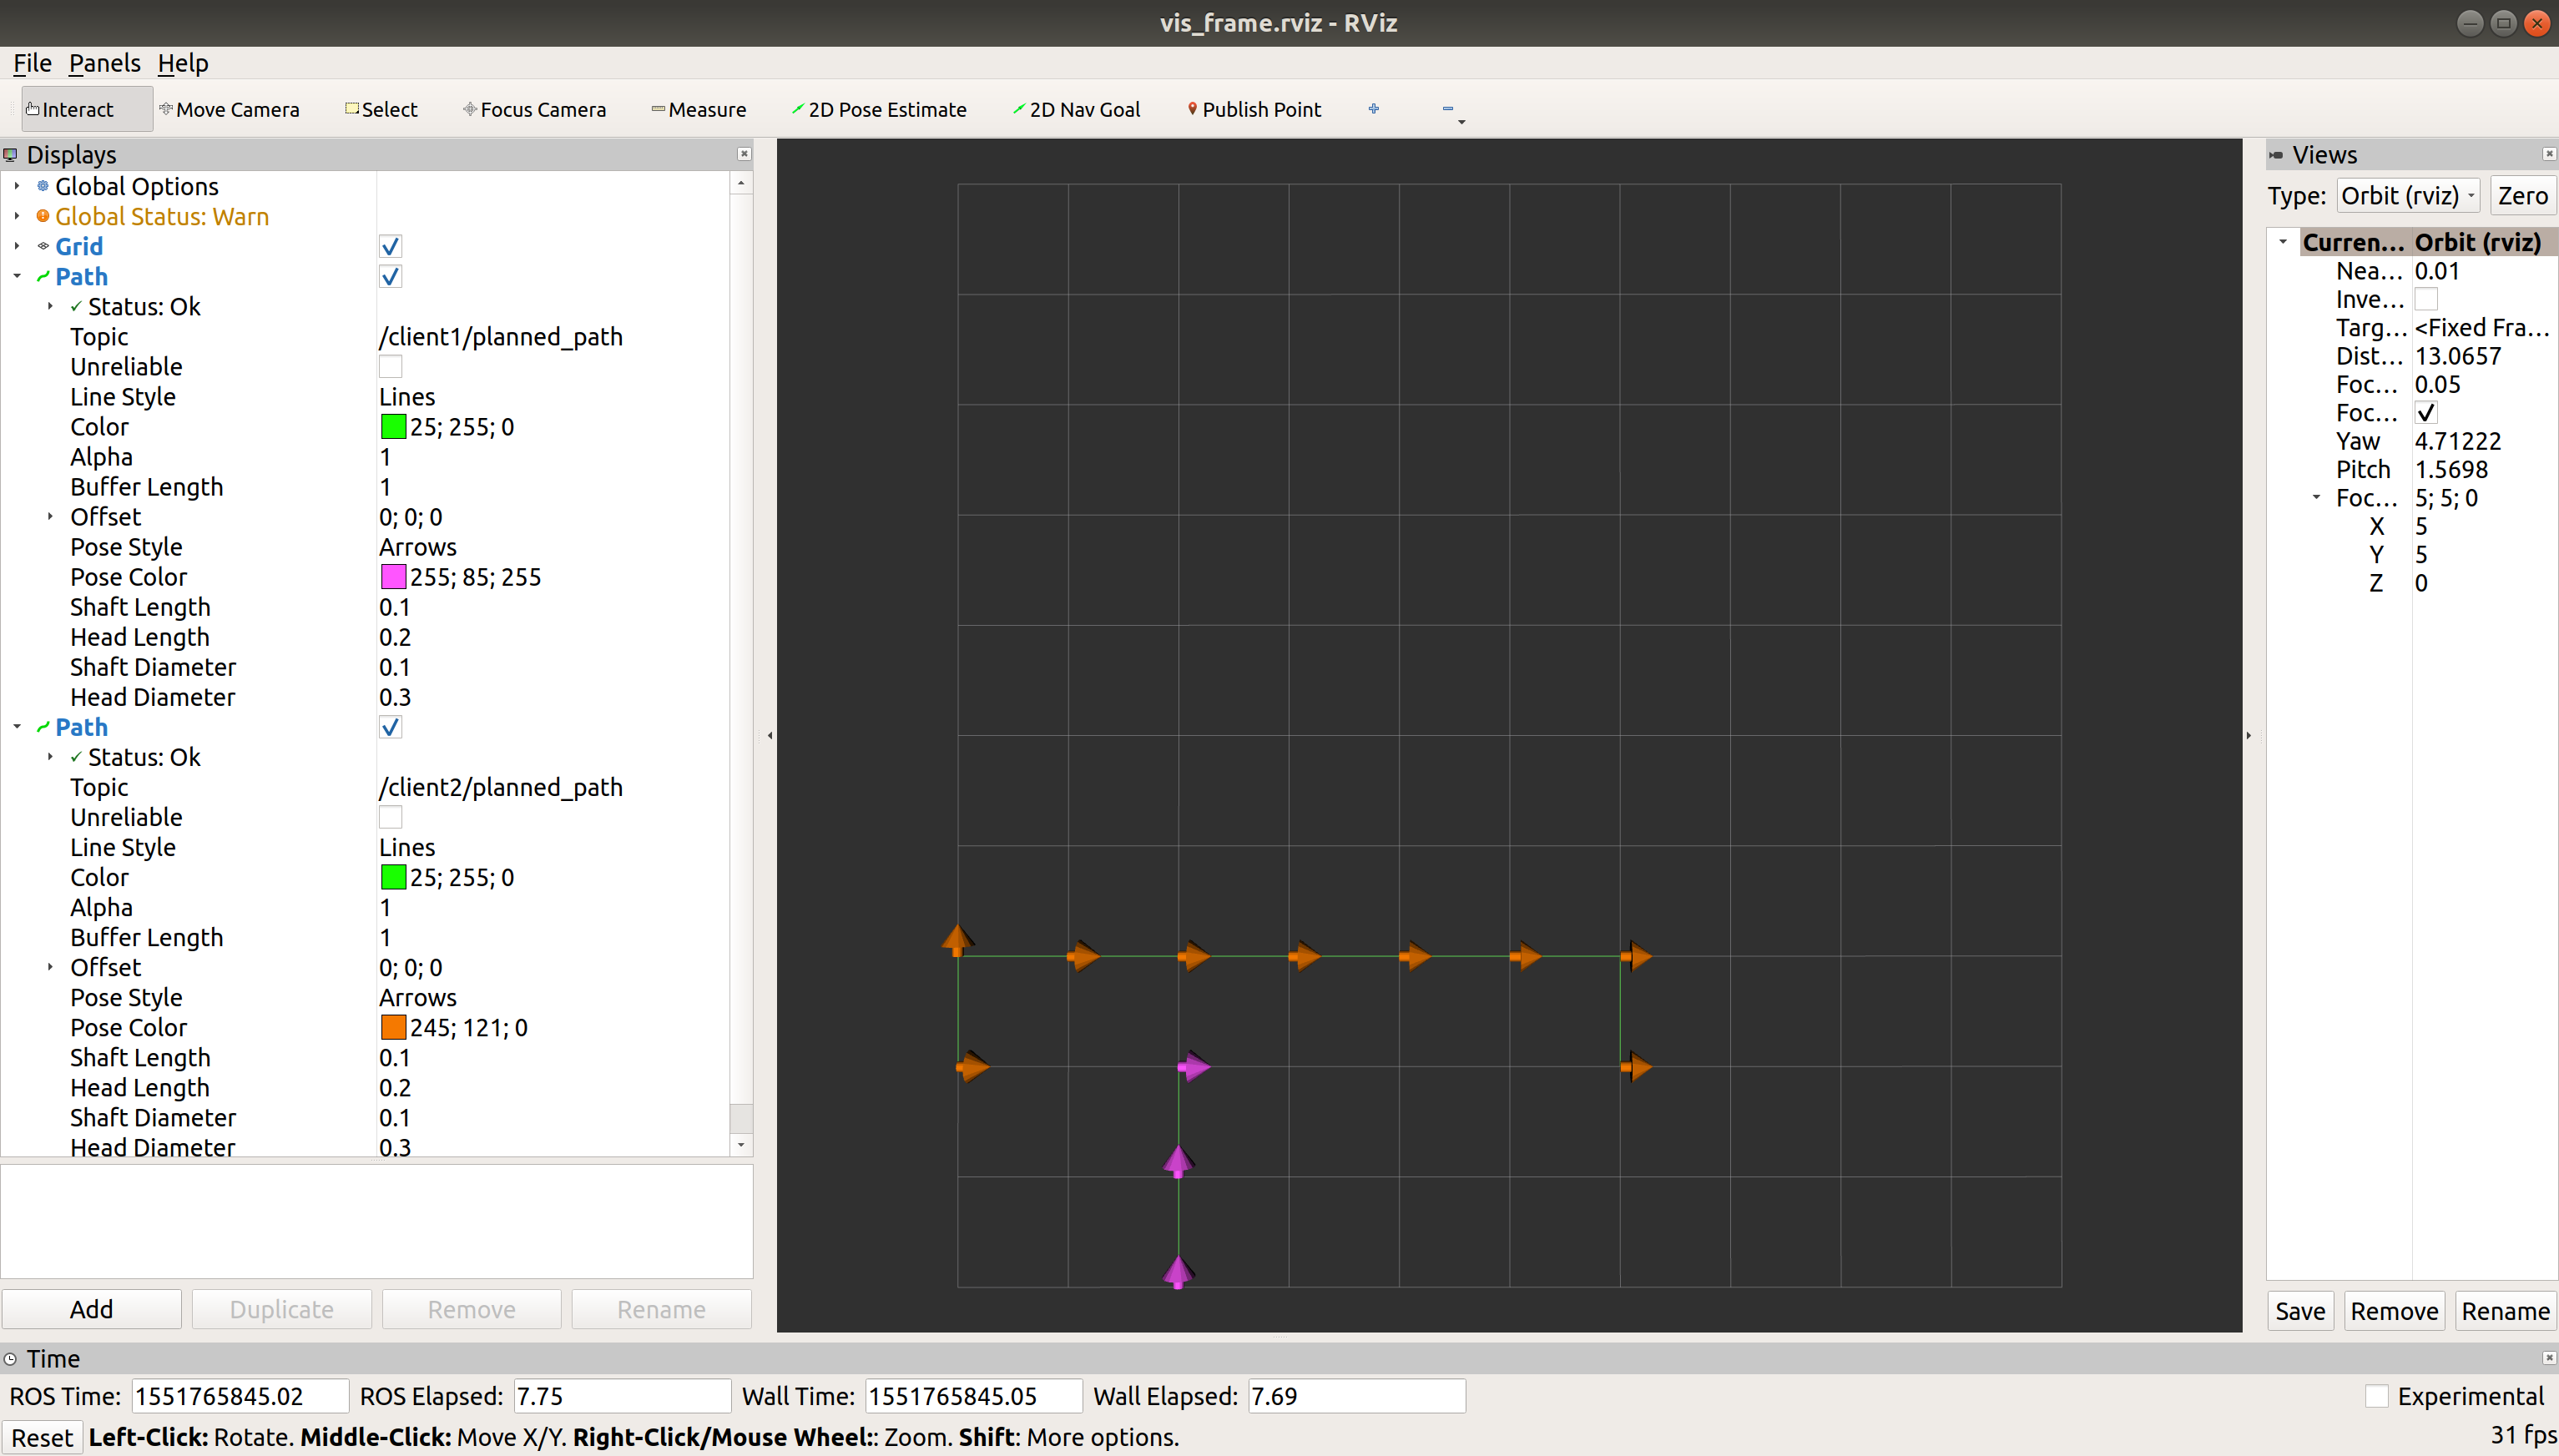 vis_frame.rviz - RViz
File Panels Help
Interact Move Camera Select Focus Camera Measure 2D Pose Estimate 2D Nav Goal Publish Point
Displays
Global Options
Global Status: Warn
Grid
Path
Status: Ok
Topic /client1/planned_path
Unreliable
Line Style Lines
Color 25; 255; 0
Alpha 1
Buffer Length 1
Offset 0; 0; 0
Pose Style Arrows
Pose Color 255; 85; 255
Shaft Length 0.1
Head Length 0.2
Shaft Diameter 0.1
Head Diameter 0.3
Path
Status: Ok
Topic /client2/planned_path
Unreliable
Line Style Lines
Color 25; 255; 0
Alpha 1
Buffer Length 1
Offset 0; 0; 0
Pose Style Arrows
Pose Color 245; 121; 0
Shaft Length 0.1
Head Length 0.2
Shaft Diameter 0.1
Head Diameter 0.3
Add Duplicate Remove Rename
Views
Type: Orbit (rviz) Zero
Curren... Orbit (rviz)
Nea... 0.01
Inve...
Targ... <Fixed Fra...
Dist... 13.0657
Foc... 0.05
Foc...
Yaw 4.71222
Pitch 1.5698
Foc... 5; 5; 0
X 5
Y 5
Z 0
Save Remove Rename
Time
ROS Time: 1551765845.02 ROS Elapsed: 7.75 Wall Time: 1551765845.05 Wall Elapsed: 7.69 Experimental
Reset Left-Click: Rotate. Middle-Click: Move X/Y. Right-Click/Mouse Wheel:: Zoom. Shift: More options. 31 fps